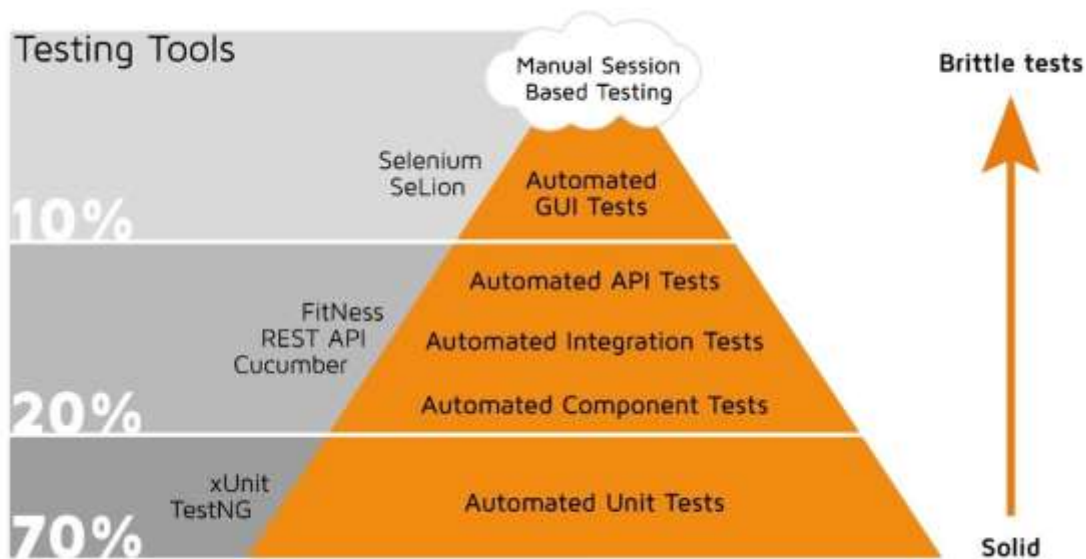 Testing Tools
Manual Session
Based Testing
Brittle tests
Selenium
SeLion
Automated
GUI Tests
10%
Automated API Tests
FitNess
REST API
Cucumber
Automated Integration Tests
Automated Component Tests
20%
xUnit
TestNG
Automated Unit Tests
70%
Solid